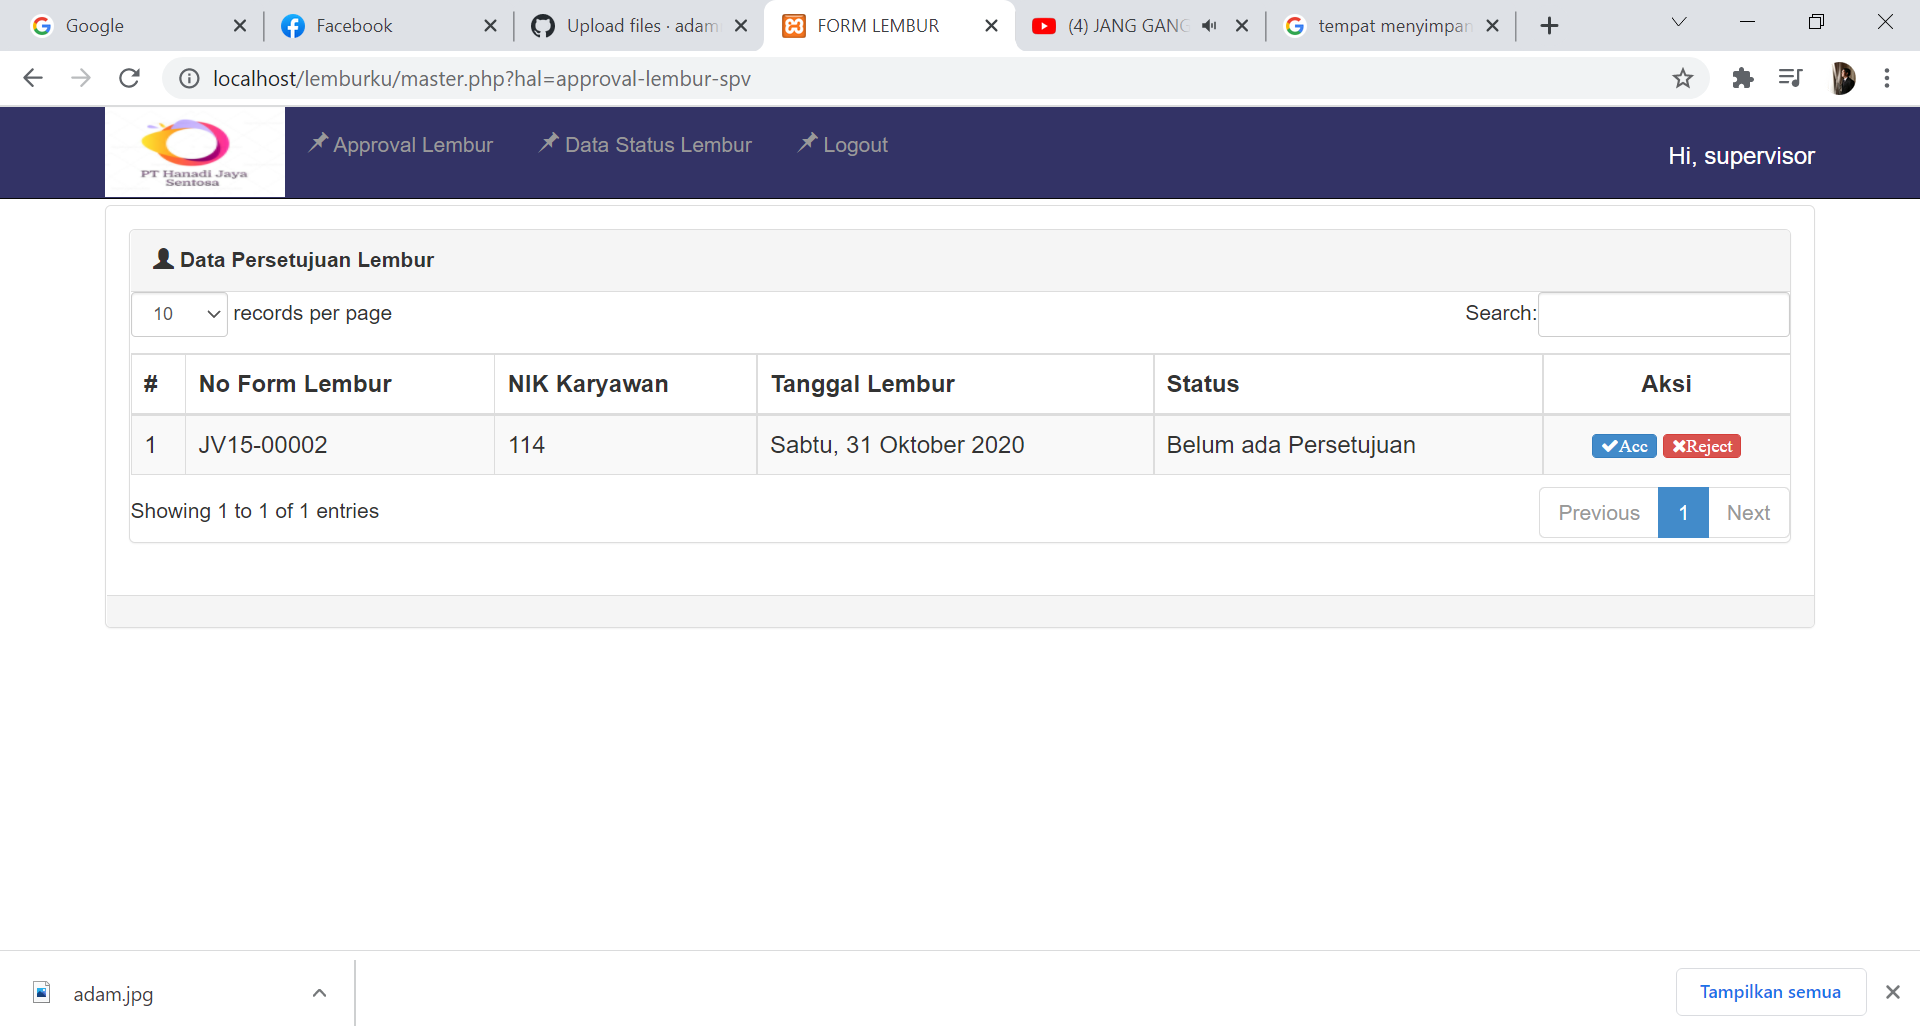 Google
Facebook
Upload files · adam
FORM LEMBUR
(4) JANG GANG
tempat menyimpan
localhost/lemburku/master.php?hal=approval-lembur-spv
PT Hanadi Jaya
Sentosa
Approval Lembur
Data Status Lembur
Logout
Hi, supervisor
Data Persetujuan Lembur
10 records per page
Search:
# No Form Lembur NIK Karyawan Tanggal Lembur Status Aksi
1 JV15-00002 114 Sabtu, 31 Oktober 2020 Belum ada Persetujuan Acc Reject
Showing 1 to 1 of 1 entries
Previous 1 Next
adam.jpg
Tampilkan semua